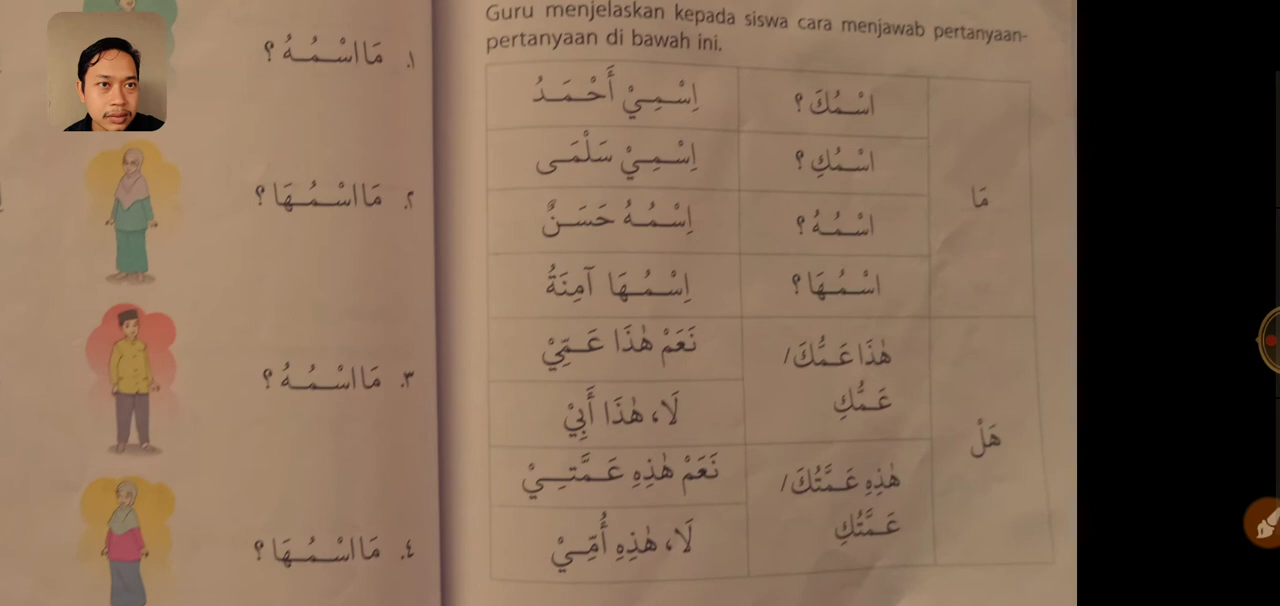 ١. مَا اسْمُهُ ؟
٢. مَا اسْمُهَا ؟
٣. مَا اسْمُهُ ؟
٤. مَا اسْمُهَا ؟
Guru menjelaskan kepada siswa cara menjawab pertanyaan-
pertanyaan di bawah ini.
مَا
اسْمُكَ ؟
اِسْمِيْ أَحْمَدُ
اسْمُكِ ؟
اِسْمِيْ سَلْمَى
اسْمُهُ ؟
اِسْمُهُ حَسَنٌ
اسْمُهَا ؟
اِسْمُهَا آمِنَةُ
هَلْ
هٰذَا عَمُّكَ/
عَمُّكِ
نَعَمْ هٰذَا عَمِّيْ
لَا، هٰذَا أَبِيْ
هٰذِهِ عَمَّتُكَ/
عَمَّتُكِ
نَعَمْ هٰذِهِ عَمَّتِيْ
لَا، هٰذِهِ أُمِّيْ